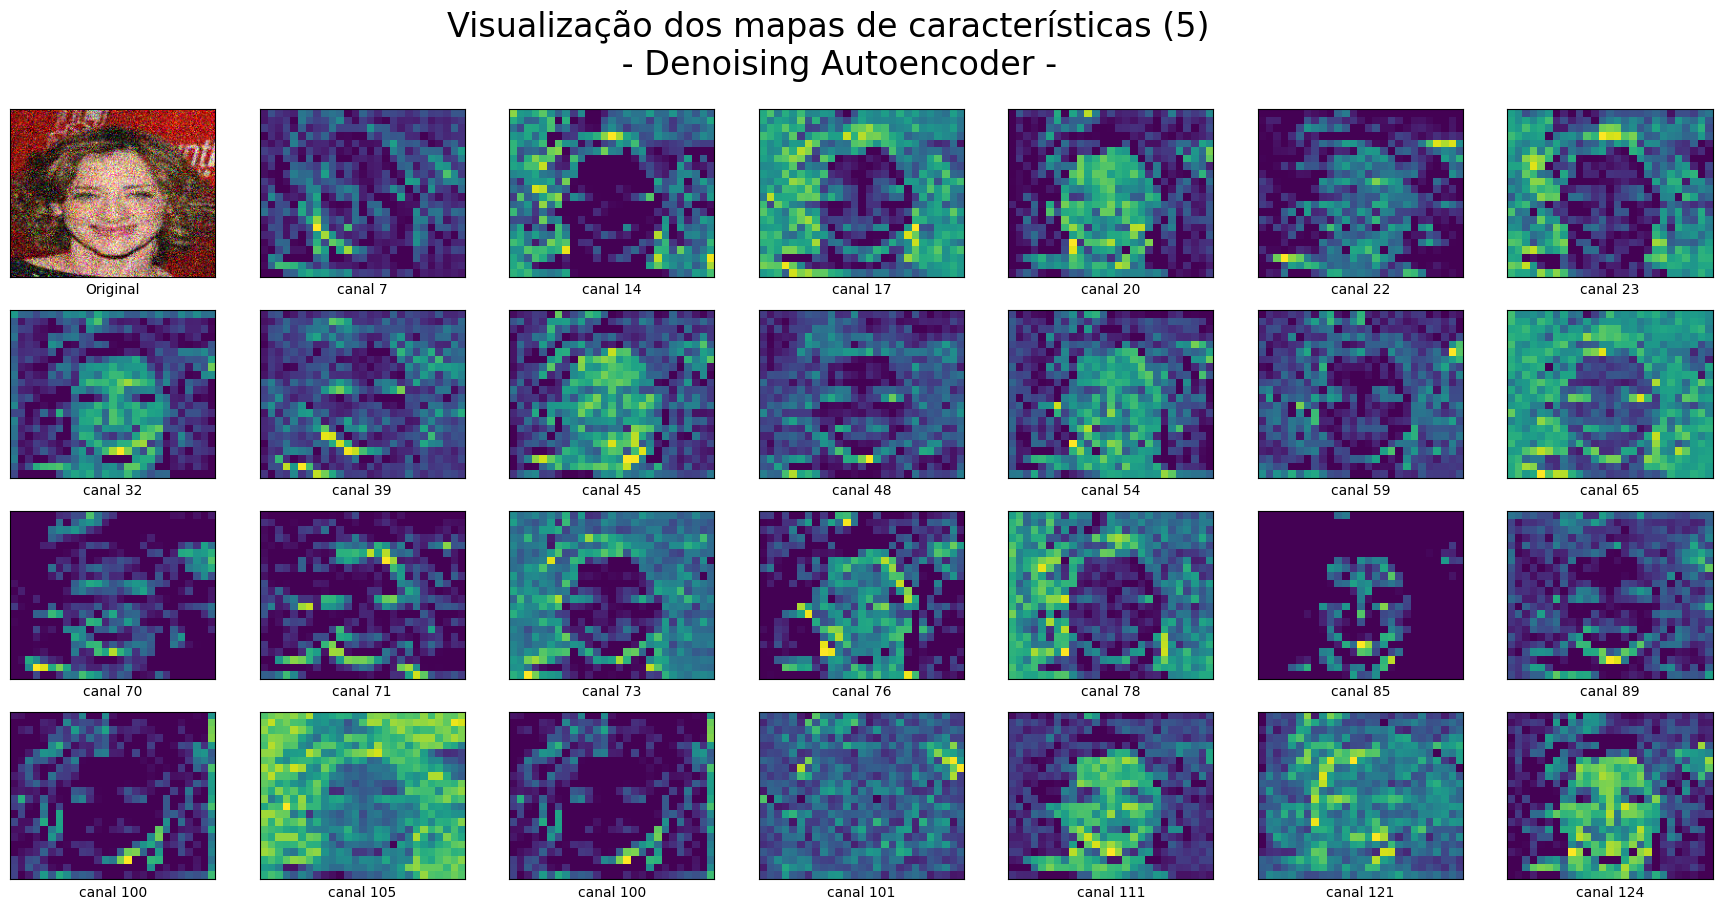 Visualização dos mapas de características (5)
- Denoising Autoencoder -
Original
canal 7
canal 14
canal 17
canal 20
canal 22
canal 23
canal 32
canal 39
canal 45
canal 48
canal 54
canal 59
canal 65
canal 70
canal 71
canal 73
canal 76
canal 78
canal 85
canal 89
canal 100
canal 105
canal 100
canal 101
canal 111
canal 121
canal 124